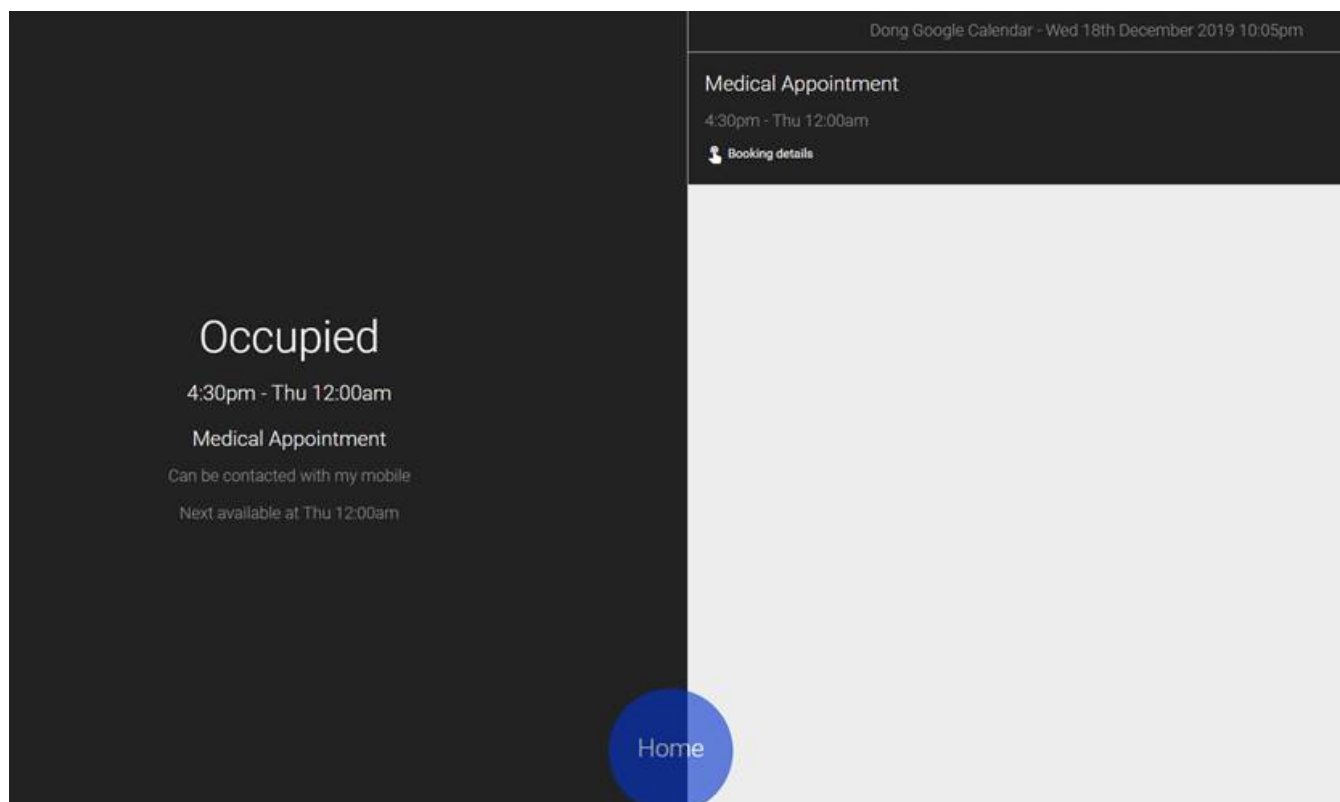 Occupied
4:30pm - Thu 12:00am
Medical Appointment
Can be contacted with my mobile
Next available at Thu 12:00am
Dong Google Calendar - Wed 18th December 2019 10:05pm
Medical Appointment
4:30pm - Thu 12:00am
Booking details
Home